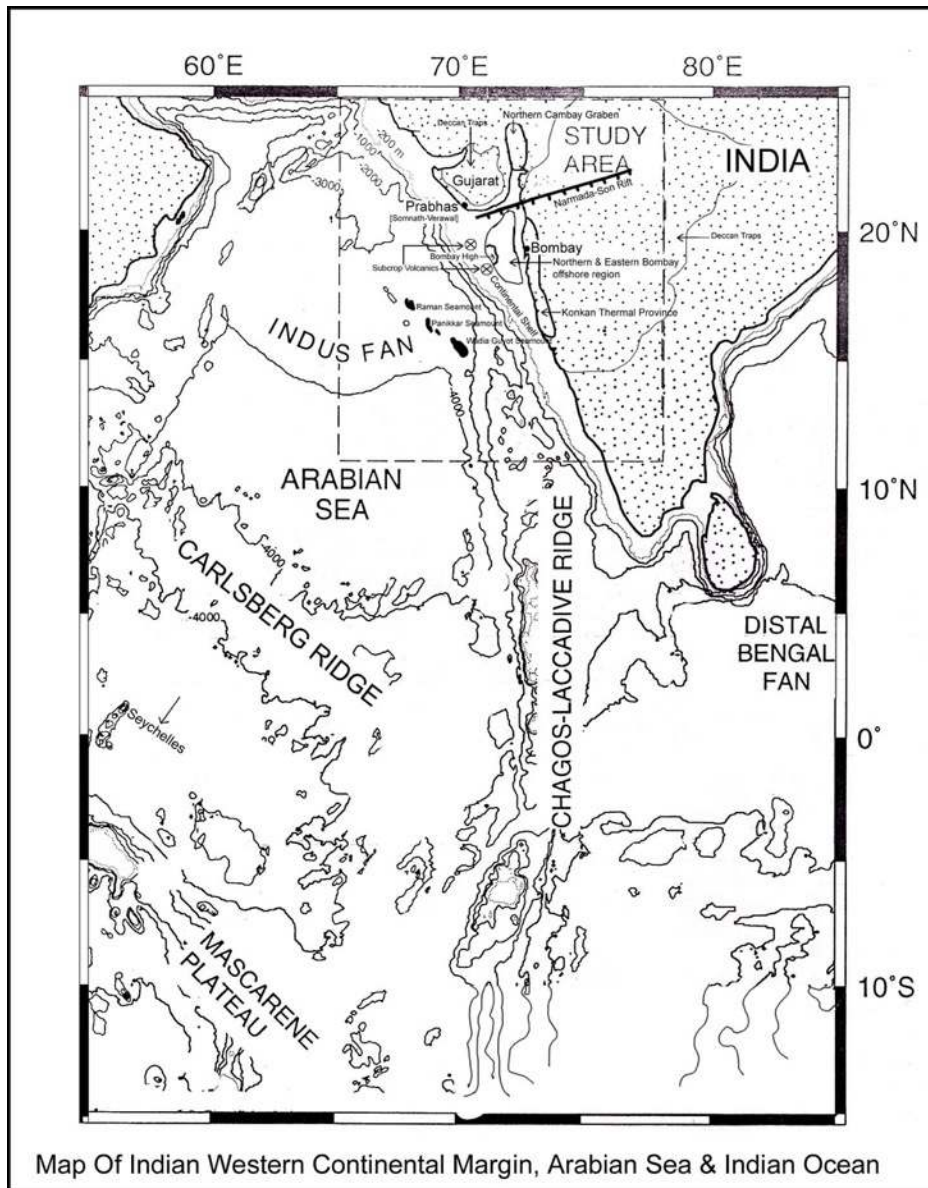 60°E
70°E
80°E
Deccan Traps
Northern Cambay Graben
STUDY
AREA
INDIA
-200 m
-1000
-2000
-3000
Gujarat
Narmada-Son Rift
Prabhas
[Somnath-Verawal]
20°N
Deccan Traps
Bombay
Bombay High
Subcrop Volcanics
Northern & Eastern Bombay
offshore region
Continental Shelf
Konkan Thermal Province
Raman Seamount
Panikkar Seamount
Wadia Guyot Seamount
INDUS FAN
-4000
ARABIAN
SEA
10°N
-4000
CARLSBERG RIDGE
-4000
CHAGOS-LACCADIVE RIDGE
DISTAL
BENGAL
FAN
Seychelles
0°
MASCARENE
PLATEAU
10°S
Map Of Indian Western Continental Margin, Arabian Sea & Indian Ocean